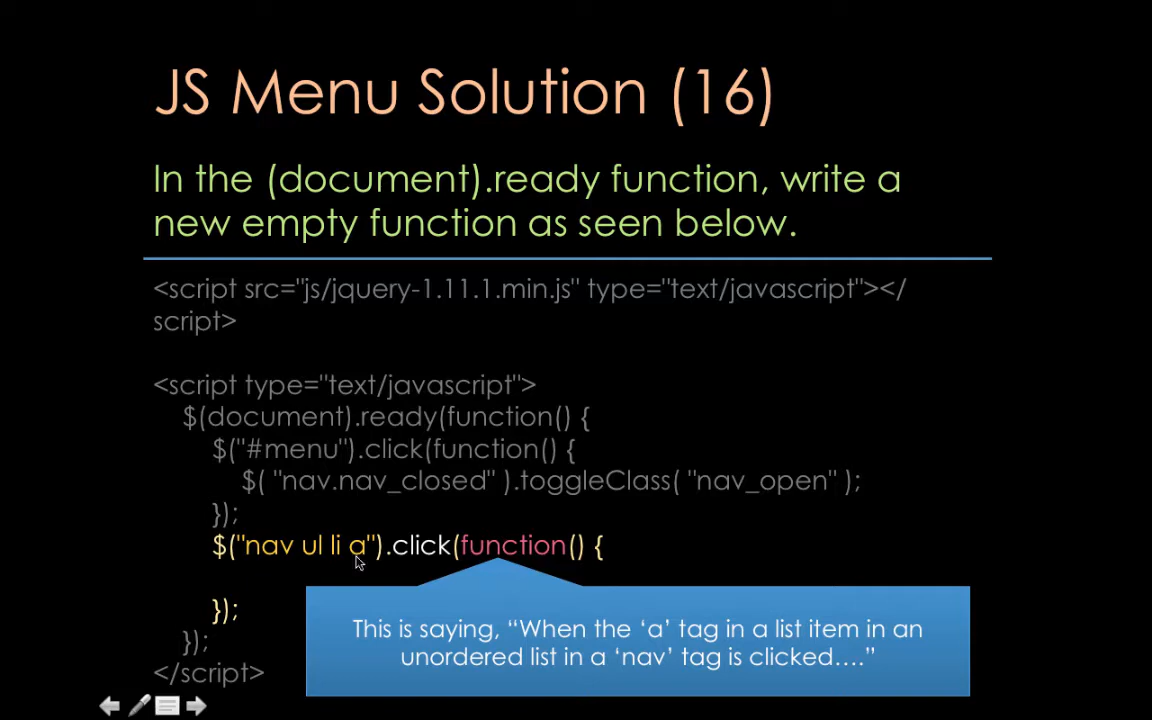 JS Menu Solution (16)
In the (document).ready function, write a
new empty function as seen below.
<script src="js/jquery-1.11.1.min.js" type="text/javascript"></
script>
<script type="text/javascript">
$(document).ready(function() {
$("#menu").click(function() {
$( "nav.nav_closed" ).toggleClass( "nav_open" );
});
$("nav ul li a").click(function() {
});
});
</script>
This is saying, “When the ‘a’ tag in a list item in an
unordered list in a ‘nav’ tag is clicked….”